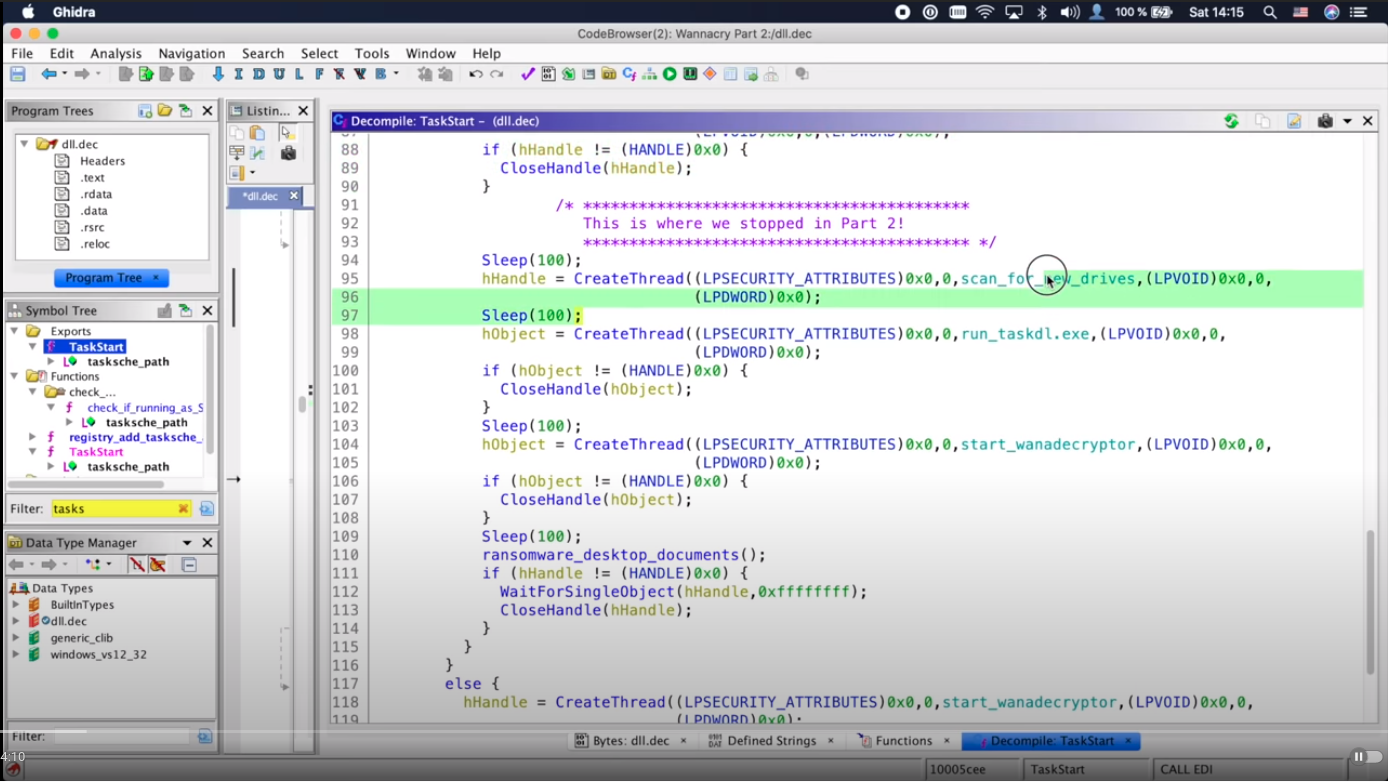 Ghidra
100 %
Sat 14:15
CodeBrowser(2): Wannacry Part 2:/dll.dec
File Edit Analysis Navigation Search Select Tools Window Help
Program Trees
dll.dec
Headers
.text
.rdata
.data
.rsrc
.reloc
Program Tree ×
Symbol Tree
Exports
TaskStart
tasksche_path
Functions
check_...
check_if_running_as_S
tasksche_path
registry_add_tasksche_
TaskStart
tasksche_path
Filter: tasks
Data Type Manager
Data Types
BuiltInTypes
dll.dec
generic_clib
windows_vs12_32
Filter:
4:10
Listin...
*dll.dec
Decompile: TaskStart – (dll.dec)
87 (LPVOID)0x0,0,(LPDWORD)0x0);
88 if (hHandle != (HANDLE)0x0) {
89 CloseHandle(hHandle);
90 }
91 /* ******************************************
92 This is where we stopped in Part 2!
93 ****************************************** */
94 Sleep(100);
95 hHandle = CreateThread((LPSECURITY_ATTRIBUTES)0x0,0,scan_for_new_drives,(LPVOID)0x0,0,
96 (LPDWORD)0x0);
97 Sleep(100);
98 hObject = CreateThread((LPSECURITY_ATTRIBUTES)0x0,0,run_taskdl.exe,(LPVOID)0x0,0,
99 (LPDWORD)0x0);
100 if (hObject != (HANDLE)0x0) {
101 CloseHandle(hObject);
102 }
103 Sleep(100);
104 hObject = CreateThread((LPSECURITY_ATTRIBUTES)0x0,0,start_wanadecryptor,(LPVOID)0x0,0,
105 (LPDWORD)0x0);
106 if (hObject != (HANDLE)0x0) {
107 CloseHandle(hObject);
108 }
109 Sleep(100);
110 ransomware_desktop_documents();
111 if (hHandle != (HANDLE)0x0) {
112 WaitForSingleObject(hHandle,0xffffffff);
113 CloseHandle(hHandle);
114 }
115 }
116 }
117 else {
118 hHandle = CreateThread((LPSECURITY_ATTRIBUTES)0x0,0,start_wanadecryptor,(LPVOID)0x0,0,
119 (LPDWORD)0x0);
Bytes: dll.dec × Defined Strings × Functions × Decompile: TaskStart ×
10005cee TaskStart CALL EDI